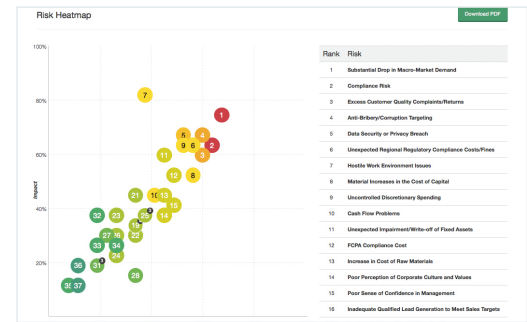 Risk Heatmap
Download PDF
100%
80%
60%
40%
20%
Impact
7
1
5 4
9 6 2
11 3
12 8
21 10 13
15
32 23 25 14
19
27 22
33 34
24
36 31
28
37
Rank Risk
1 Substantial Drop in Macro-Market Demand
2 Compliance Risk
3 Excess Customer Quality Complaints/Returns
4 Anti-Bribery/Corruption Targeting
5 Data Security or Privacy Breach
6 Unexpected Regional Regulatory Compliance Costs/Fines
7 Hostile Work Environment Issues
8 Material Increases in the Cost of Capital
9 Uncontrolled Discretionary Spending
10 Cash Flow Problems
11 Unexpected Impairment/Write-off of Fixed Assets
12 FCPA Compliance Cost
13 Increase in Cost of Raw Materials
14 Poor Perception of Corporate Culture and Values
15 Poor Sense of Confidence in Management
16 Inadequate Qualified Lead Generation to Meet Sales Targets